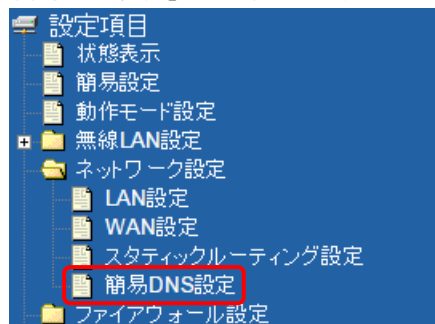 設定項目
状態表示
簡易設定
動作モード設定
無線LAN設定
ネットワーク設定
LAN設定
WAN設定
スタティックルーティング設定
簡易DNS設定
ファイアウォール設定